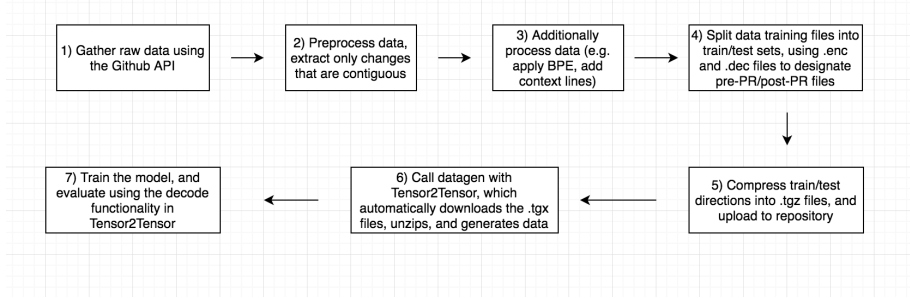 1) Gather raw data using
the Github API
2) Preprocess data,
extract only changes
that are contiguous
3) Additionally
process data (e.g.
apply BPE, add
context lines)
4) Split data training files into
train/test sets, using .enc
and .dec files to designate
pre-PR/post-PR files
5) Compress train/test
directions into .tgz files, and
upload to repository
6) Call datagen with
Tensor2Tensor, which
automatically downloads the .tgx
files, unzips, and generates data
7) Train the model, and
evaluate using the decode
functionality in
Tensor2Tensor